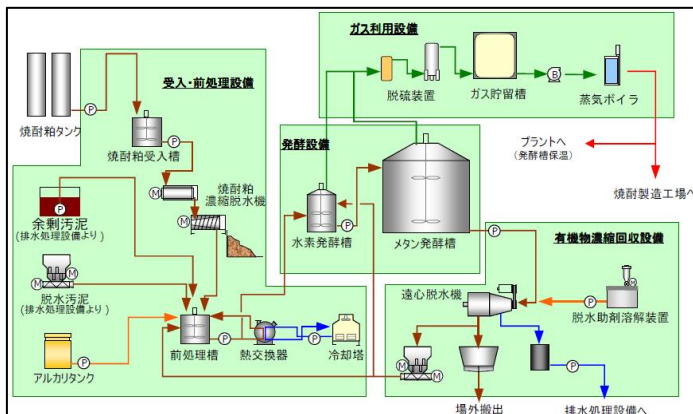 ガス利用設備
脱硫装置
ガス貯留槽
B
蒸気ボイラ
プラントへ
(発酵槽保温)
焼酎製造工場へ
受入・前処理設備
焼酎粕タンク
P
焼酎粕受入槽
P
M
焼酎粕
濃縮脱水機
M
P
余剰汚泥
(排水処理設備より)
M
脱水汚泥
(排水処理設備より)
P
アルカリタンク
P
前処理槽
P
熱交換器
P
冷却塔
発酵設備
水素発酵槽
P
メタン発酵槽
P
有機物濃縮回収設備
遠心脱水機
P
脱水助剤溶解装置
M
P
場外搬出
P
排水処理設備へ